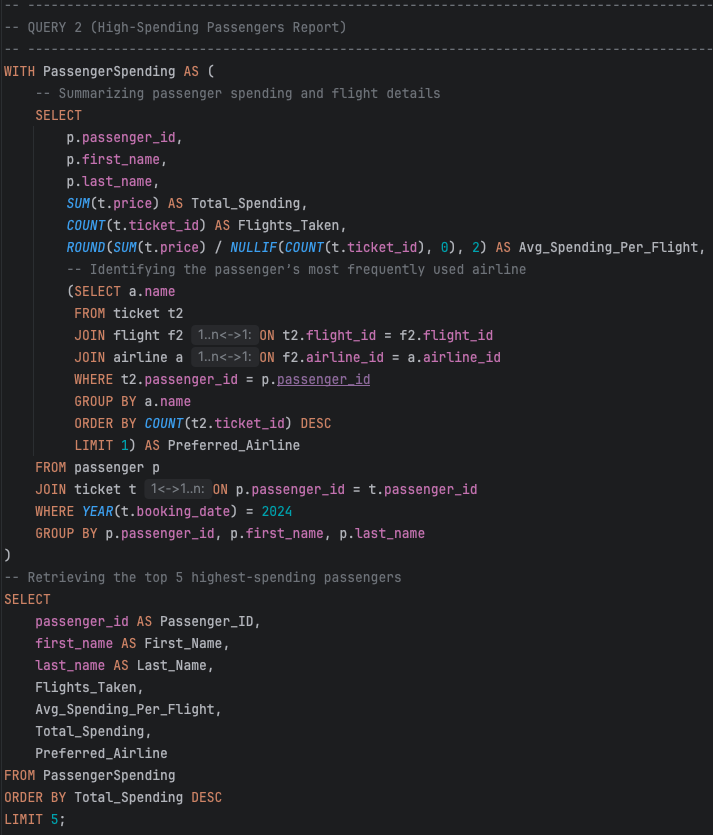 -- ----------------------------------------------------------------------------------------
-- QUERY 2 (High-Spending Passengers Report)
-- ----------------------------------------------------------------------------------------
WITH PassengerSpending AS (
    -- Summarizing passenger spending and flight details
    SELECT
        p.passenger_id,
        p.first_name,
        p.last_name,
        SUM(t.price) AS Total_Spending,
        COUNT(t.ticket_id) AS Flights_Taken,
        ROUND(SUM(t.price) / NULLIF(COUNT(t.ticket_id), 0), 2) AS Avg_Spending_Per_Flight,
        -- Identifying the passenger’s most frequently used airline
        (SELECT a.name
         FROM ticket t2
         JOIN flight f2 1..n<->1: ON t2.flight_id = f2.flight_id
         JOIN airline a 1..n<->1: ON f2.airline_id = a.airline_id
         WHERE t2.passenger_id = p.passenger_id
         GROUP BY a.name
         ORDER BY COUNT(t2.ticket_id) DESC
         LIMIT 1) AS Preferred_Airline
    FROM passenger p
    JOIN ticket t 1<->1..n: ON p.passenger_id = t.passenger_id
    WHERE YEAR(t.booking_date) = 2024
    GROUP BY p.passenger_id, p.first_name, p.last_name
)
-- Retrieving the top 5 highest-spending passengers
SELECT
    passenger_id AS Passenger_ID,
    first_name AS First_Name,
    last_name AS Last_Name,
    Flights_Taken,
    Avg_Spending_Per_Flight,
    Total_Spending,
    Preferred_Airline
FROM PassengerSpending
ORDER BY Total_Spending DESC
LIMIT 5;